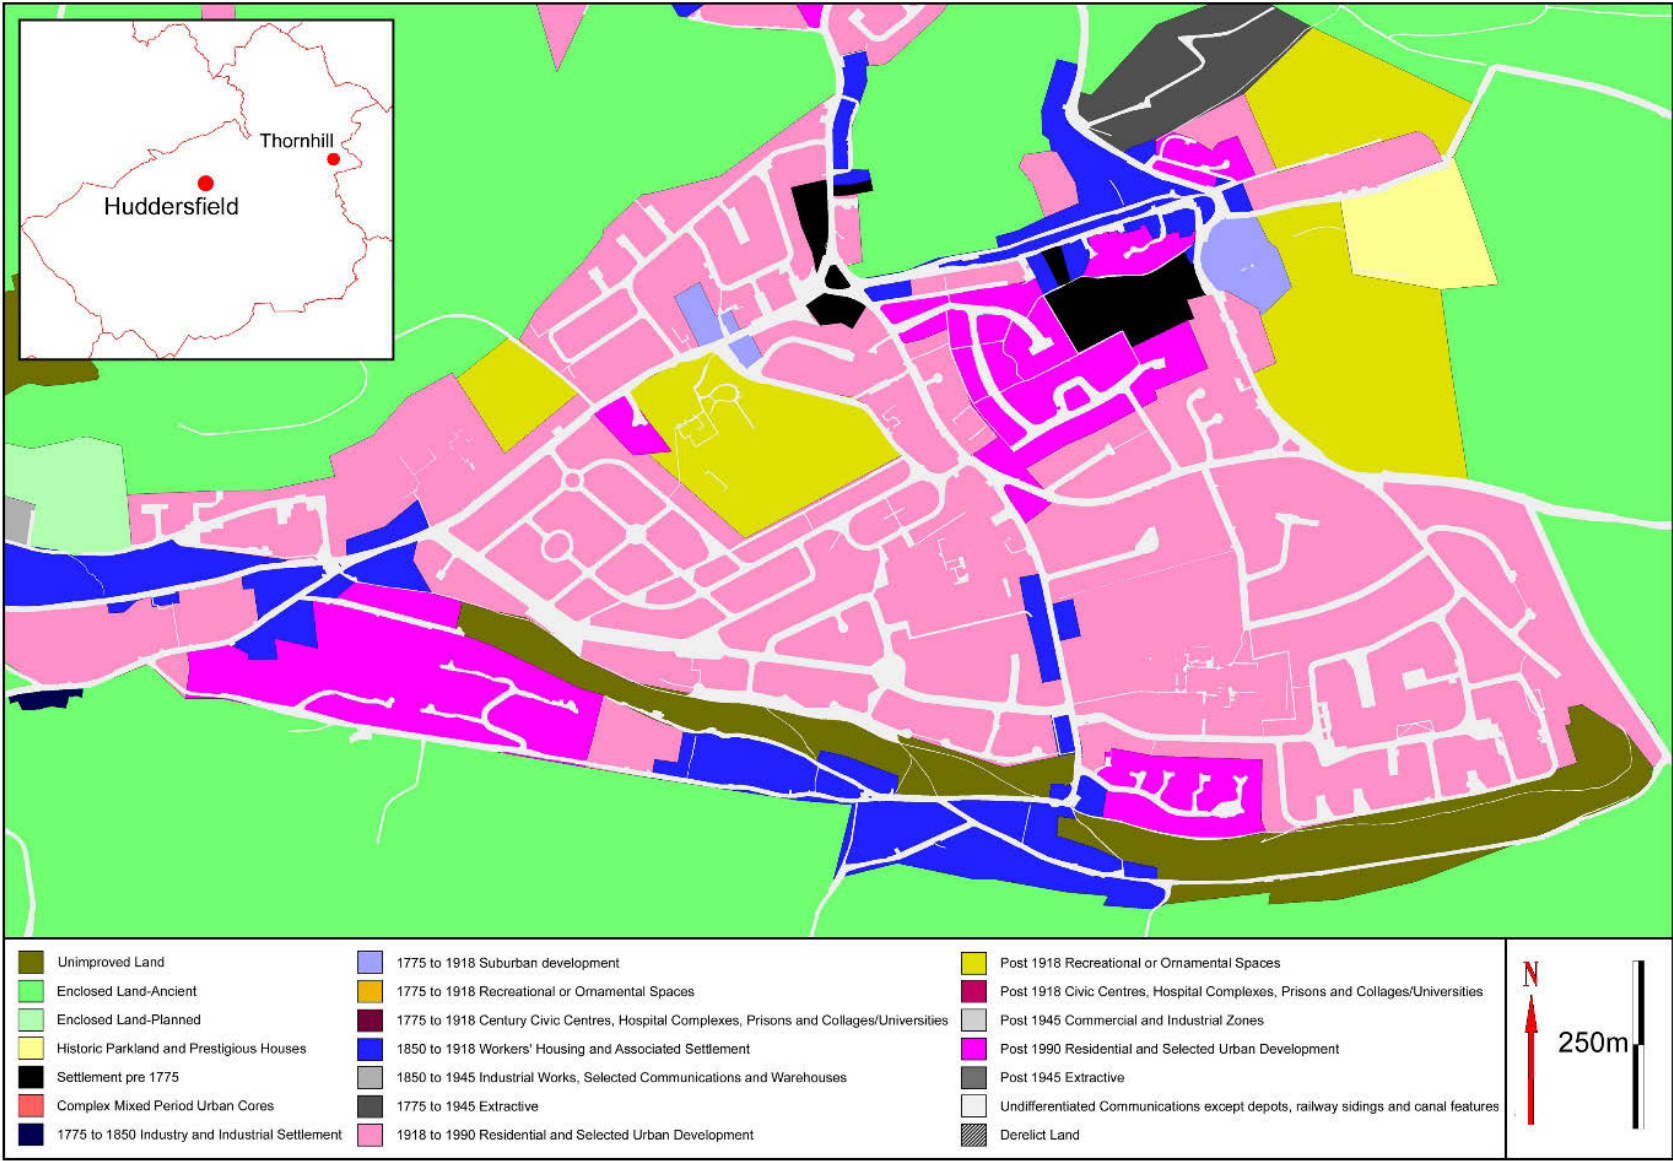 Thornhill
Huddersfield
Unimproved Land
Enclosed Land-Ancient
Enclosed Land-Planned
Historic Parkland and Prestigious Houses
Settlement pre 1775
Complex Mixed Period Urban Cores
1775 to 1850 Industry and Industrial Settlement
1775 to 1918 Suburban development
1775 to 1918 Recreational or Ornamental Spaces
1775 to 1918 Century Civic Centres, Hospital Complexes, Prisons and Collages/Universities
1850 to 1918 Workers' Housing and Associated Settlement
1850 to 1945 Industrial Works, Selected Communications and Warehouses
1775 to 1945 Extractive
1918 to 1990 Residential and Selected Urban Development
Post 1918 Recreational or Ornamental Spaces
Post 1918 Civic Centres, Hospital Complexes, Prisons and Collages/Universities
Post 1945 Commercial and Industrial Zones
Post 1990 Residential and Selected Urban Development
Post 1945 Extractive
Undifferentiated Communications except depots, railway sidings and canal features
Derelict Land
N
250m